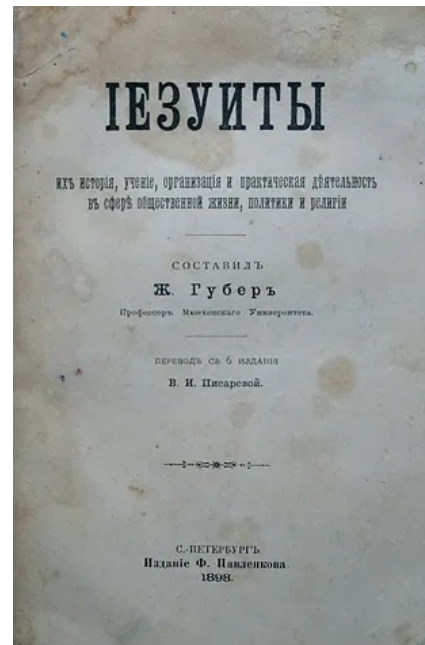 ІЕЗУИТЫ
ихъ исторія, ученіе, организація и практическая дѣятельность
въ сферѣ общественной жизни, политики и религіи
СОСТАВИЛЪ
Ж. Губеръ
Профессоръ Мюнхенскаго Университета.
ПЕРЕВОДЪ СЪ 6 ИЗДАНІЯ
В. И. Писаревой.
С.-ПЕТЕРБУРГЪ
Изданіе Ф. Павленкова
1898.